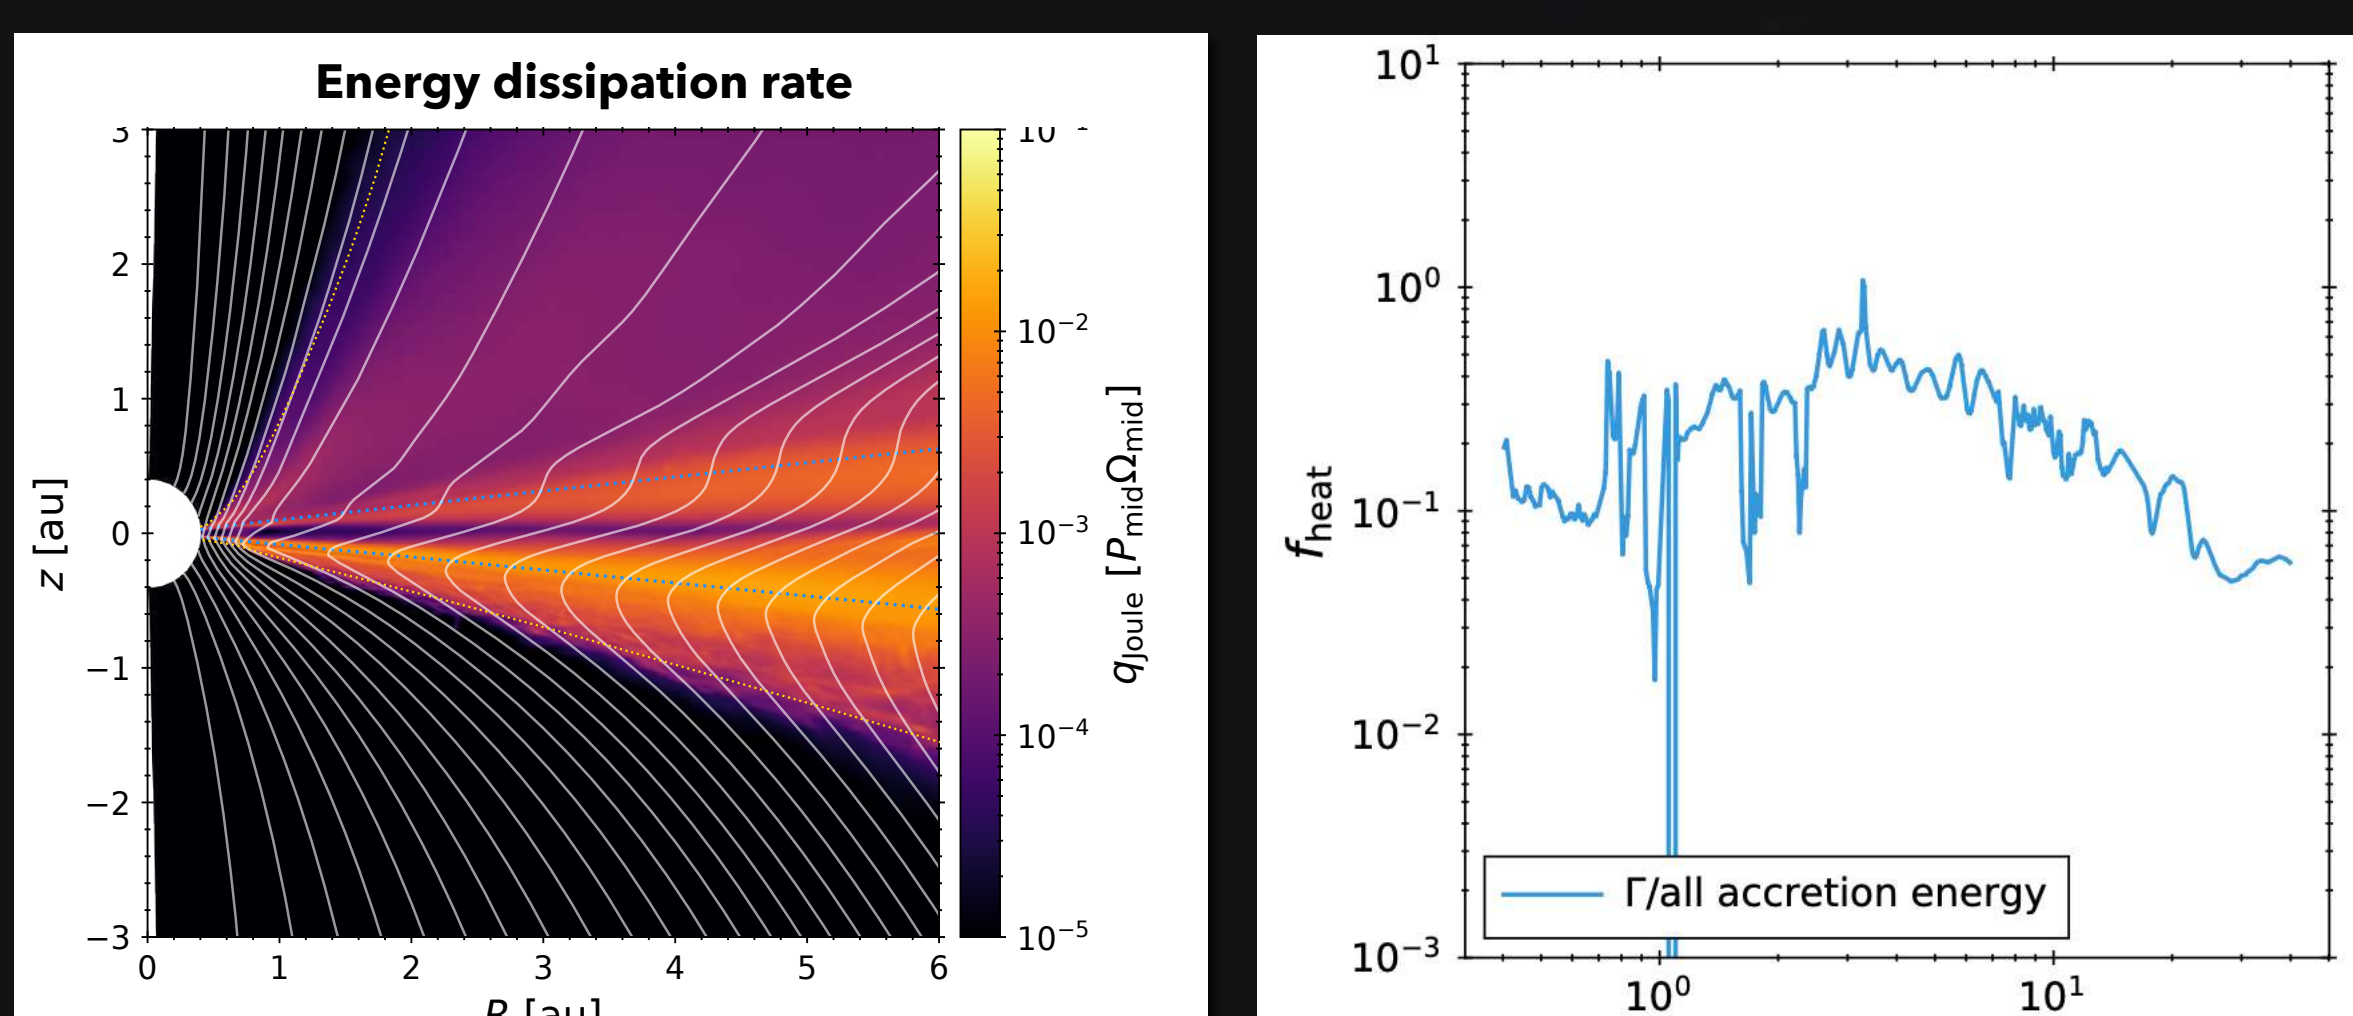 Energy dissipation rate
3
2
1
0
−1
−2
−3
z [au]
0 1 2 3 4 5 6
R [au]
10⁻²
10⁻³
10⁻⁴
10⁻⁵
q_Joule [P_midΩ_mid]
10¹
10⁰
10⁻¹
10⁻²
10⁻³
f_heat
Γ/all accretion energy
10⁰ 10¹